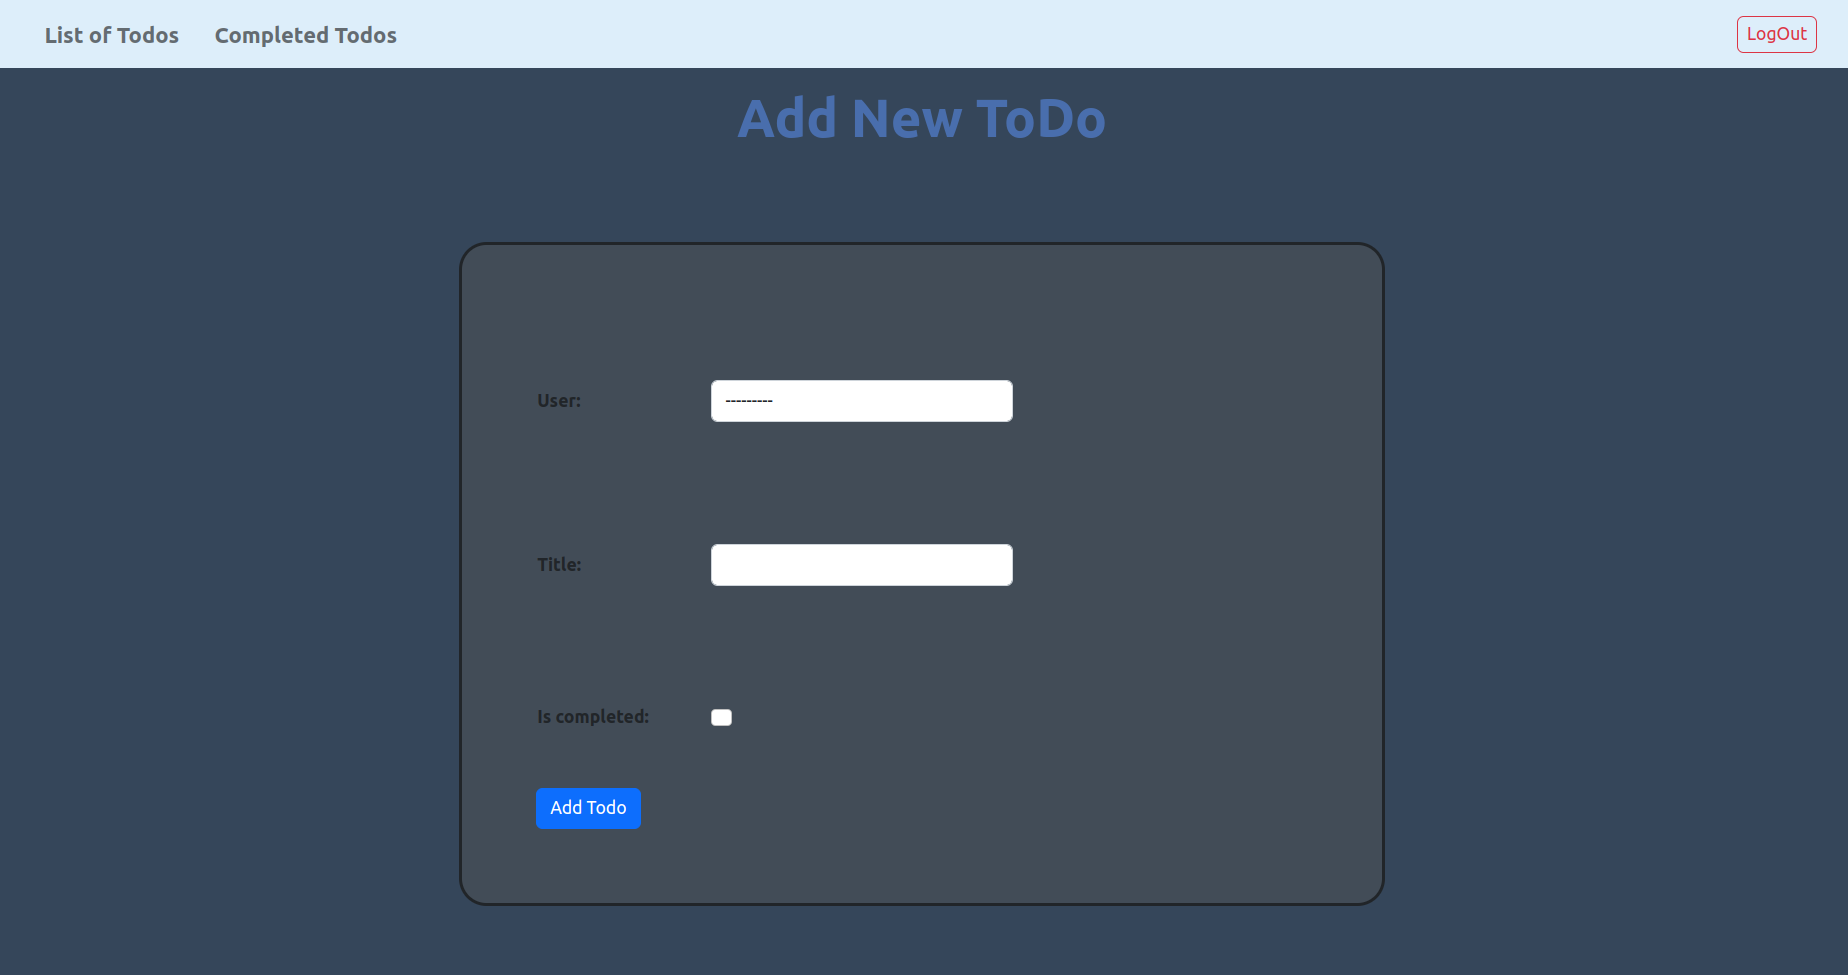 List of Todos Completed Todos LogOut
Add New ToDo
User: ---------
Title:
Is completed:
Add Todo